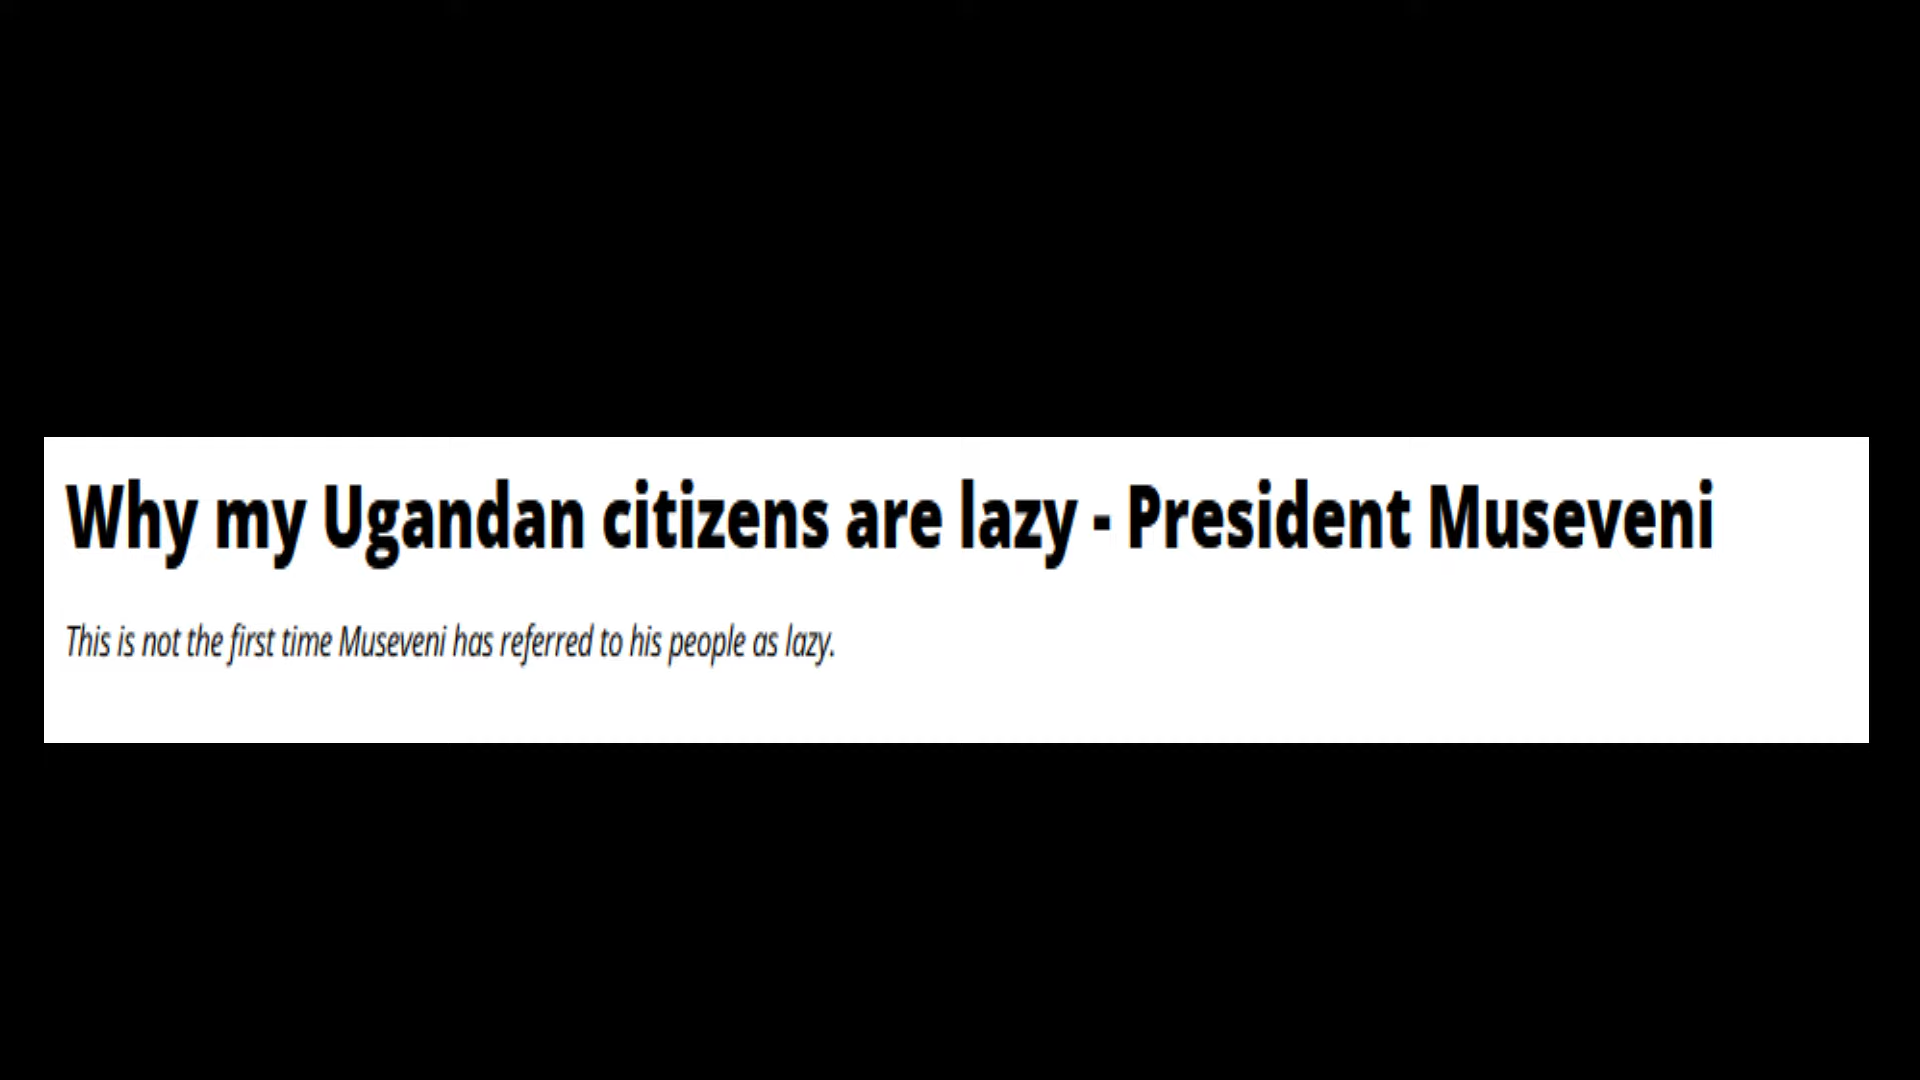 Why my Ugandan citizens are lazy - President Museveni
This is not the first time Museveni has referred to his people as lazy.